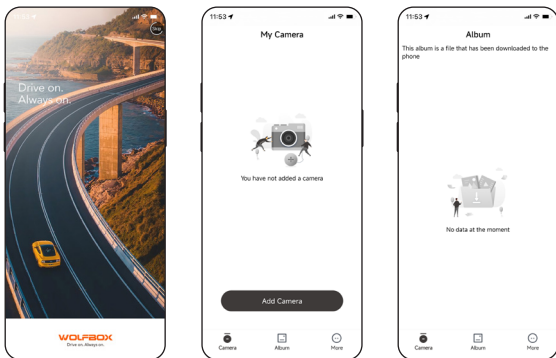 Skip
Drive on.
Always on.
WOLFBOX
Drive on. Always on.
11:53
My Camera
You have not added a camera
Add Camera
Camera
Album
More
11:53
Album
This album is a file that has been downloaded to the
phone
No data at the moment
Camera
Album
More